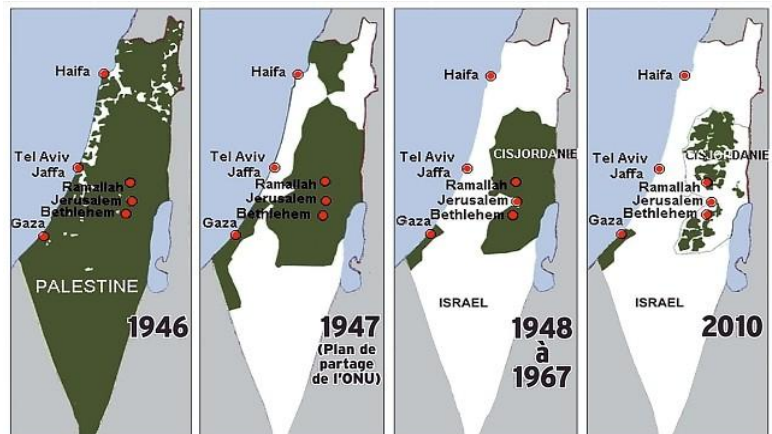 Haifa
Tel Aviv
Jaffa
Ramallah
Jerusalem
Bethlehem
Gaza
PALESTINE
1946
Haifa
Tel Aviv
Jaffa
Ramallah
Jerusalem
Bethlehem
Gaza
1947
(Plan de
partage
de l'ONU)
Haifa
CISJORDANIE
Tel Aviv
Jaffa
Ramallah
Jerusalem
Bethlehem
Gaza
ISRAEL
1948
à
1967
Haifa
CISJORDANIE
Tel Aviv
Jaffa
Ramallah
Jerusalem
Bethlehem
Gaza
ISRAEL
2010